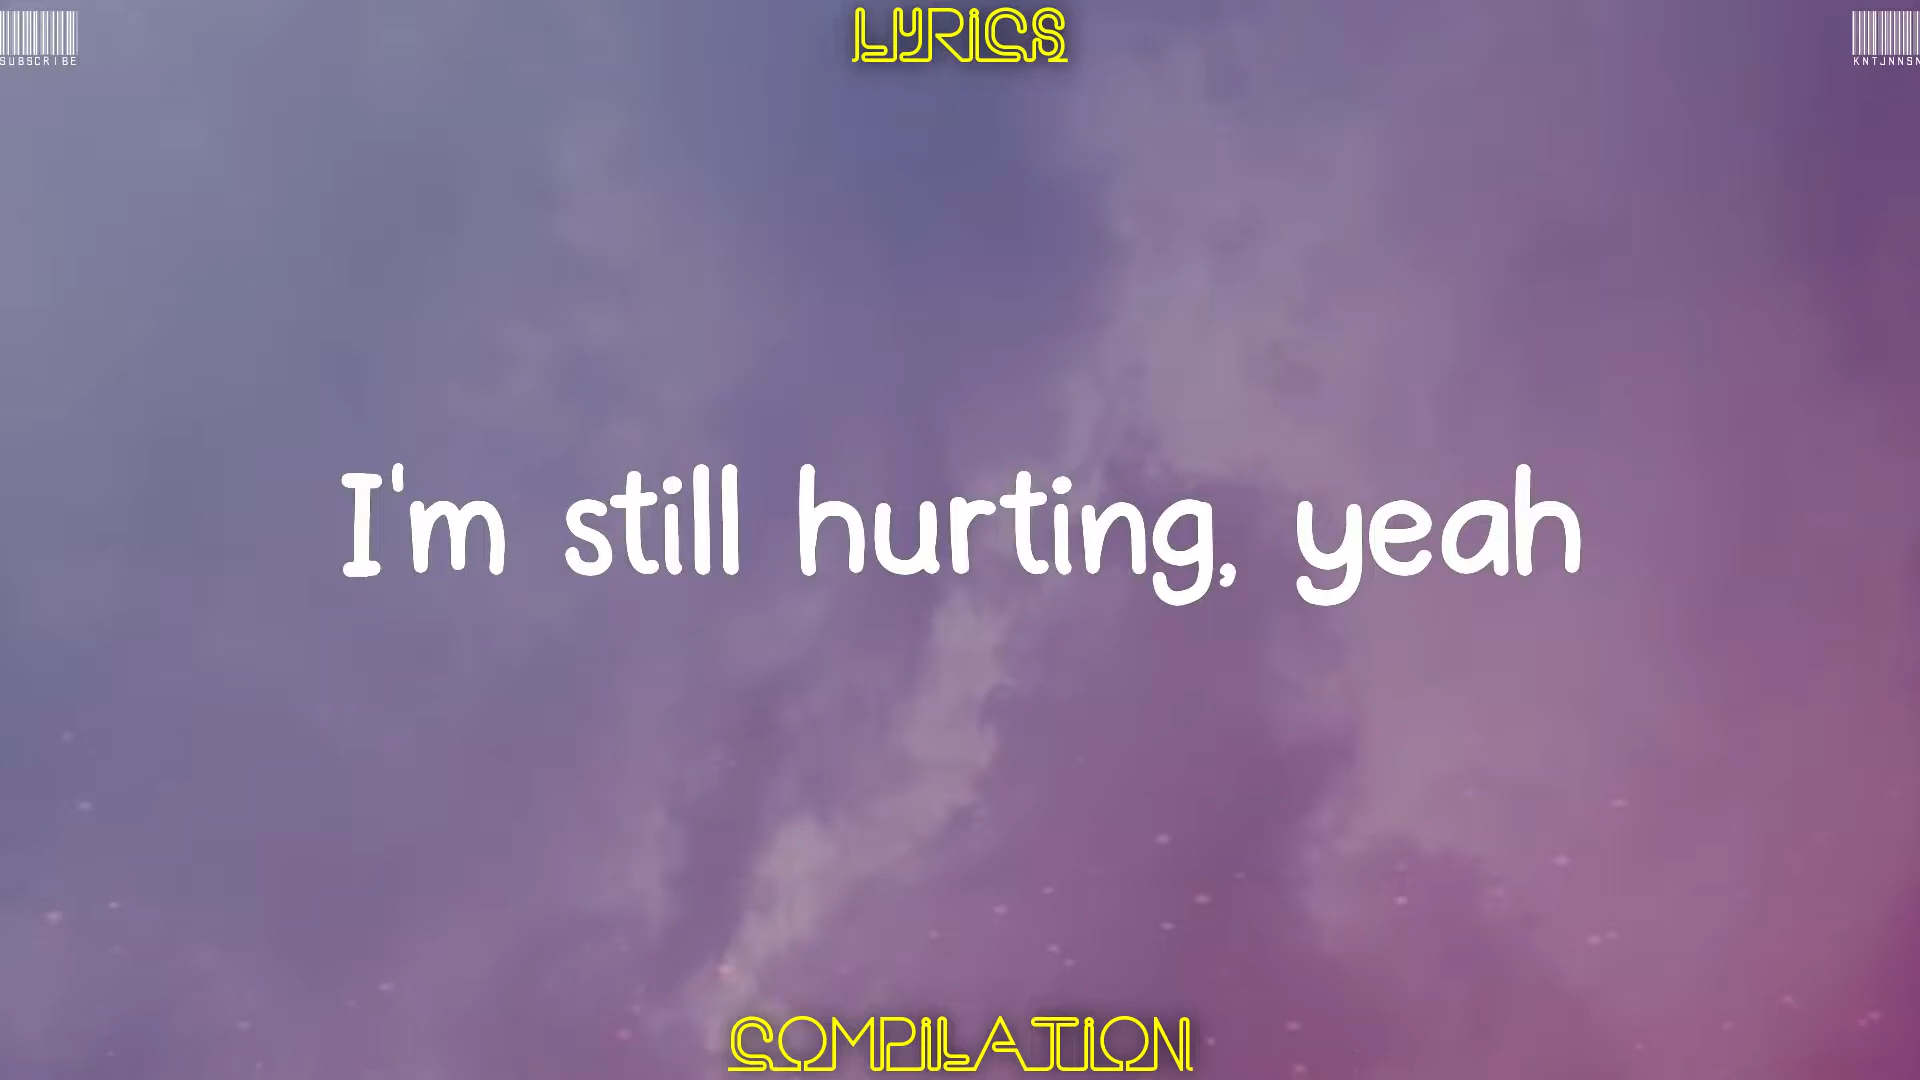 LYRICS
SUBSCRIBE
KNTJNNSN
I'm still hurting, yeah
COMPILATION